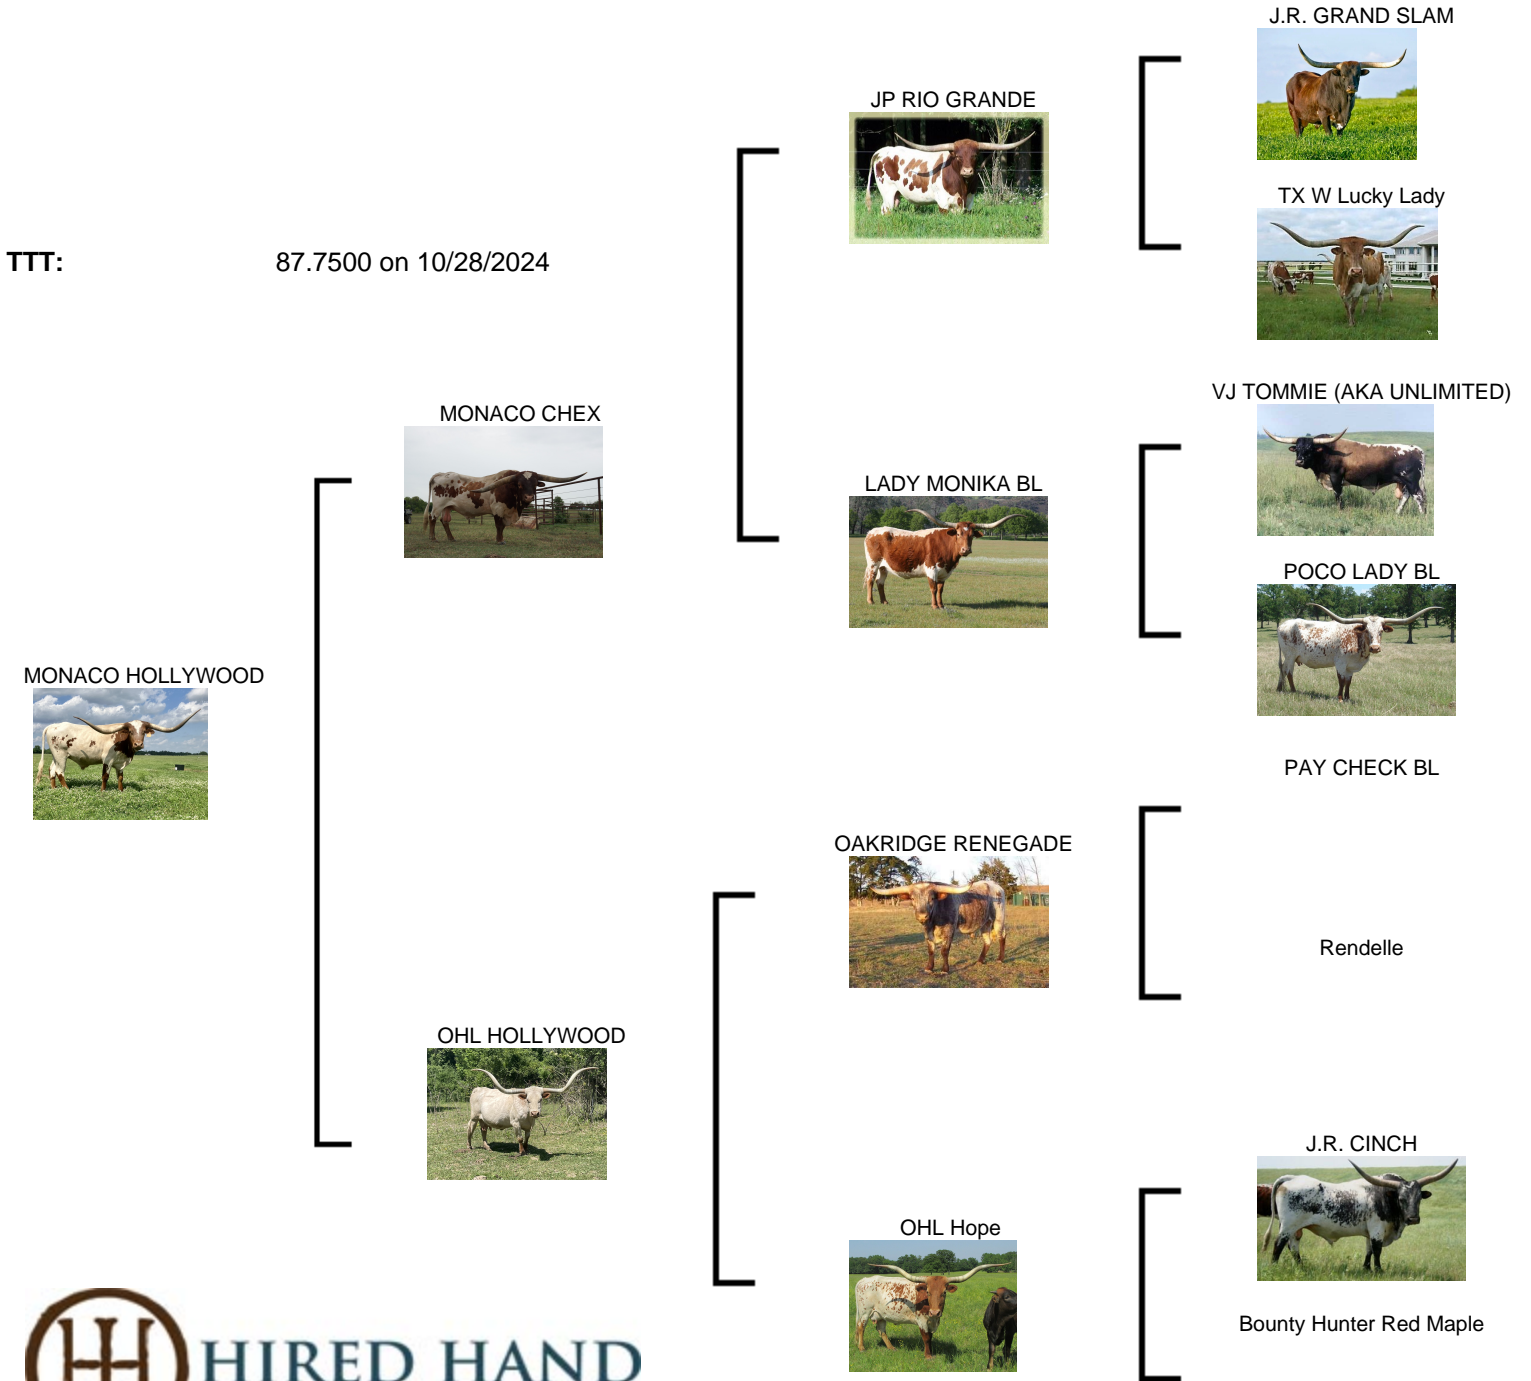 J.R. GRAND SLAM
JP RIO GRANDE
TX W Lucky Lady
TTT: 87.7500 on 10/28/2024
VJ TOMMIE (AKA UNLIMITED)
MONACO CHEX
LADY MONIKA BL
POCO LADY BL
MONACO HOLLYWOOD
PAY CHECK BL
OAKRIDGE RENEGADE
Rendelle
OHL HOLLYWOOD
J.R. CINCH
OHL Hope
Bounty Hunter Red Maple
HIRED HAND